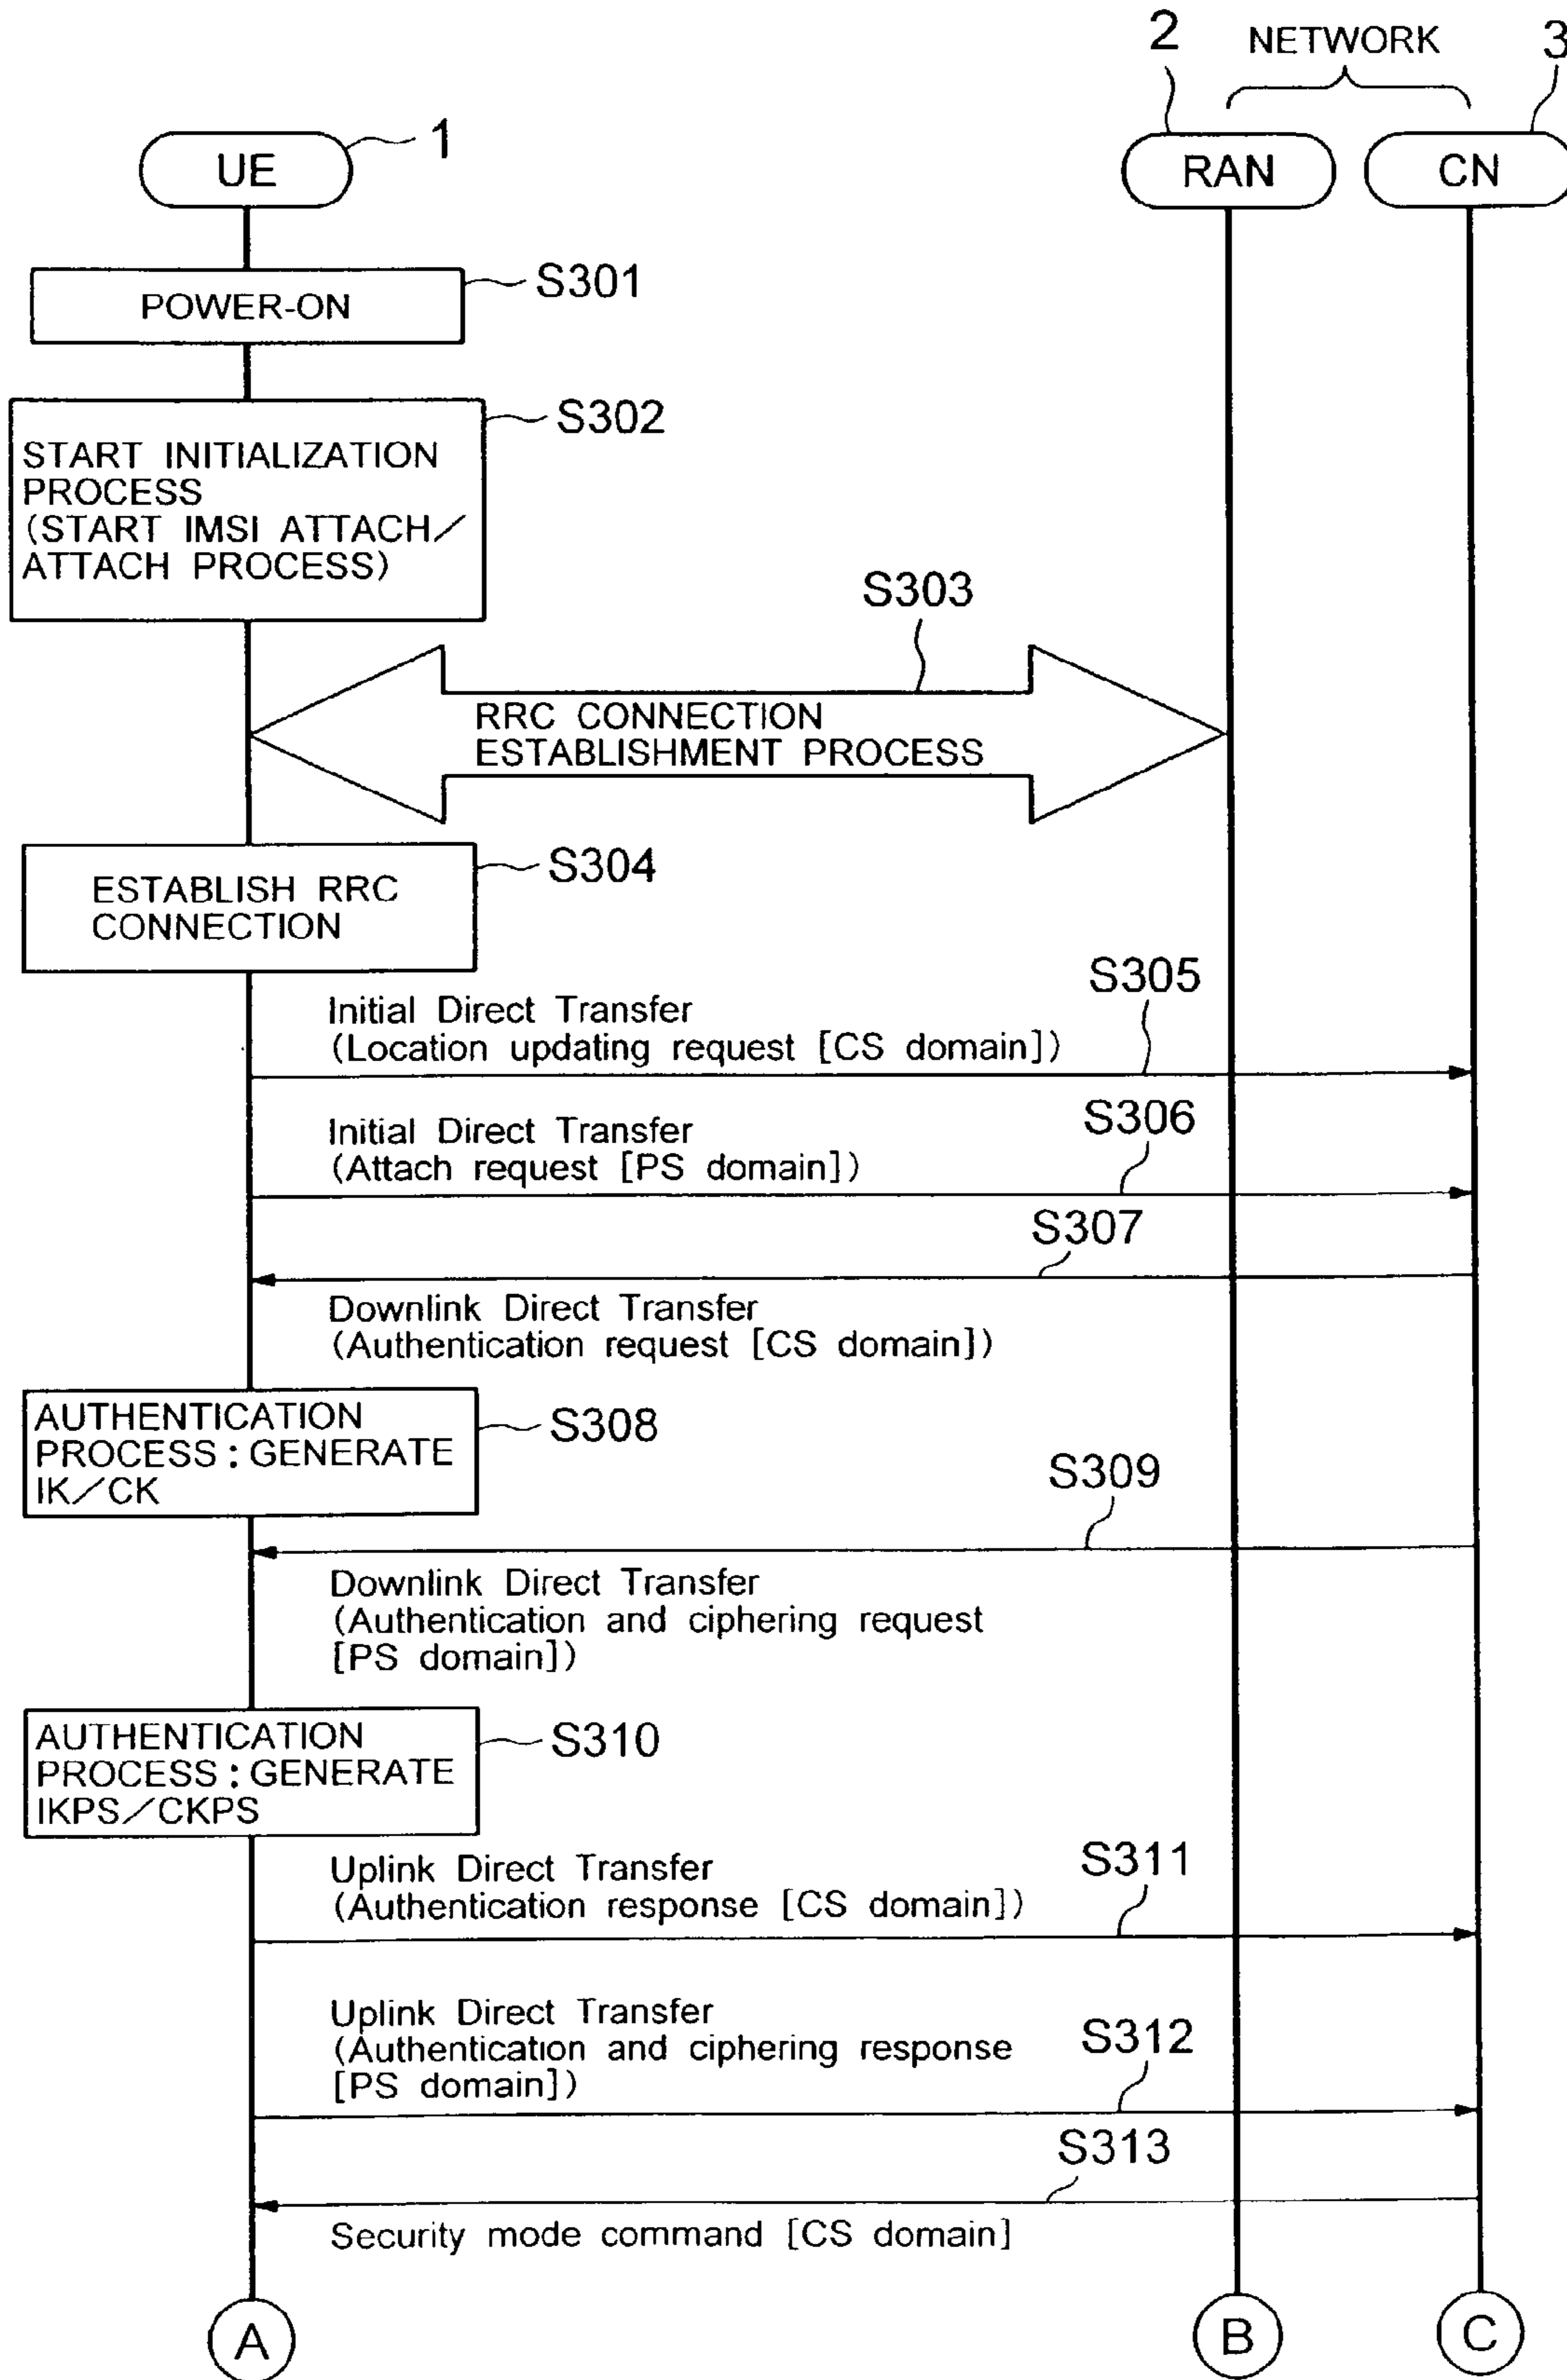 2
NETWORK
3
1
UE
RAN
CN
S301
POWER-ON
S302
START INITIALIZATION
PROCESS
(START IMSI ATTACH/
ATTACH PROCESS)
S303
RRC CONNECTION
ESTABLISHMENT PROCESS
S304
ESTABLISH RRC
CONNECTION
S305
Initial Direct Transfer
(Location updating request [CS domain])
S306
Initial Direct Transfer
(Attach request [PS domain])
S307
Downlink Direct Transfer
(Authentication request [CS domain])
S308
AUTHENTICATION
PROCESS:GENERATE
IK/CK
S309
Downlink Direct Transfer
(Authentication and ciphering request
[PS domain])
S310
AUTHENTICATION
PROCESS:GENERATE
IKPS/CKPS
S311
Uplink Direct Transfer
(Authentication response [CS domain])
S312
Uplink Direct Transfer
(Authentication and ciphering response
[PS domain])
S313
Security mode command [CS domain]
A
B
C